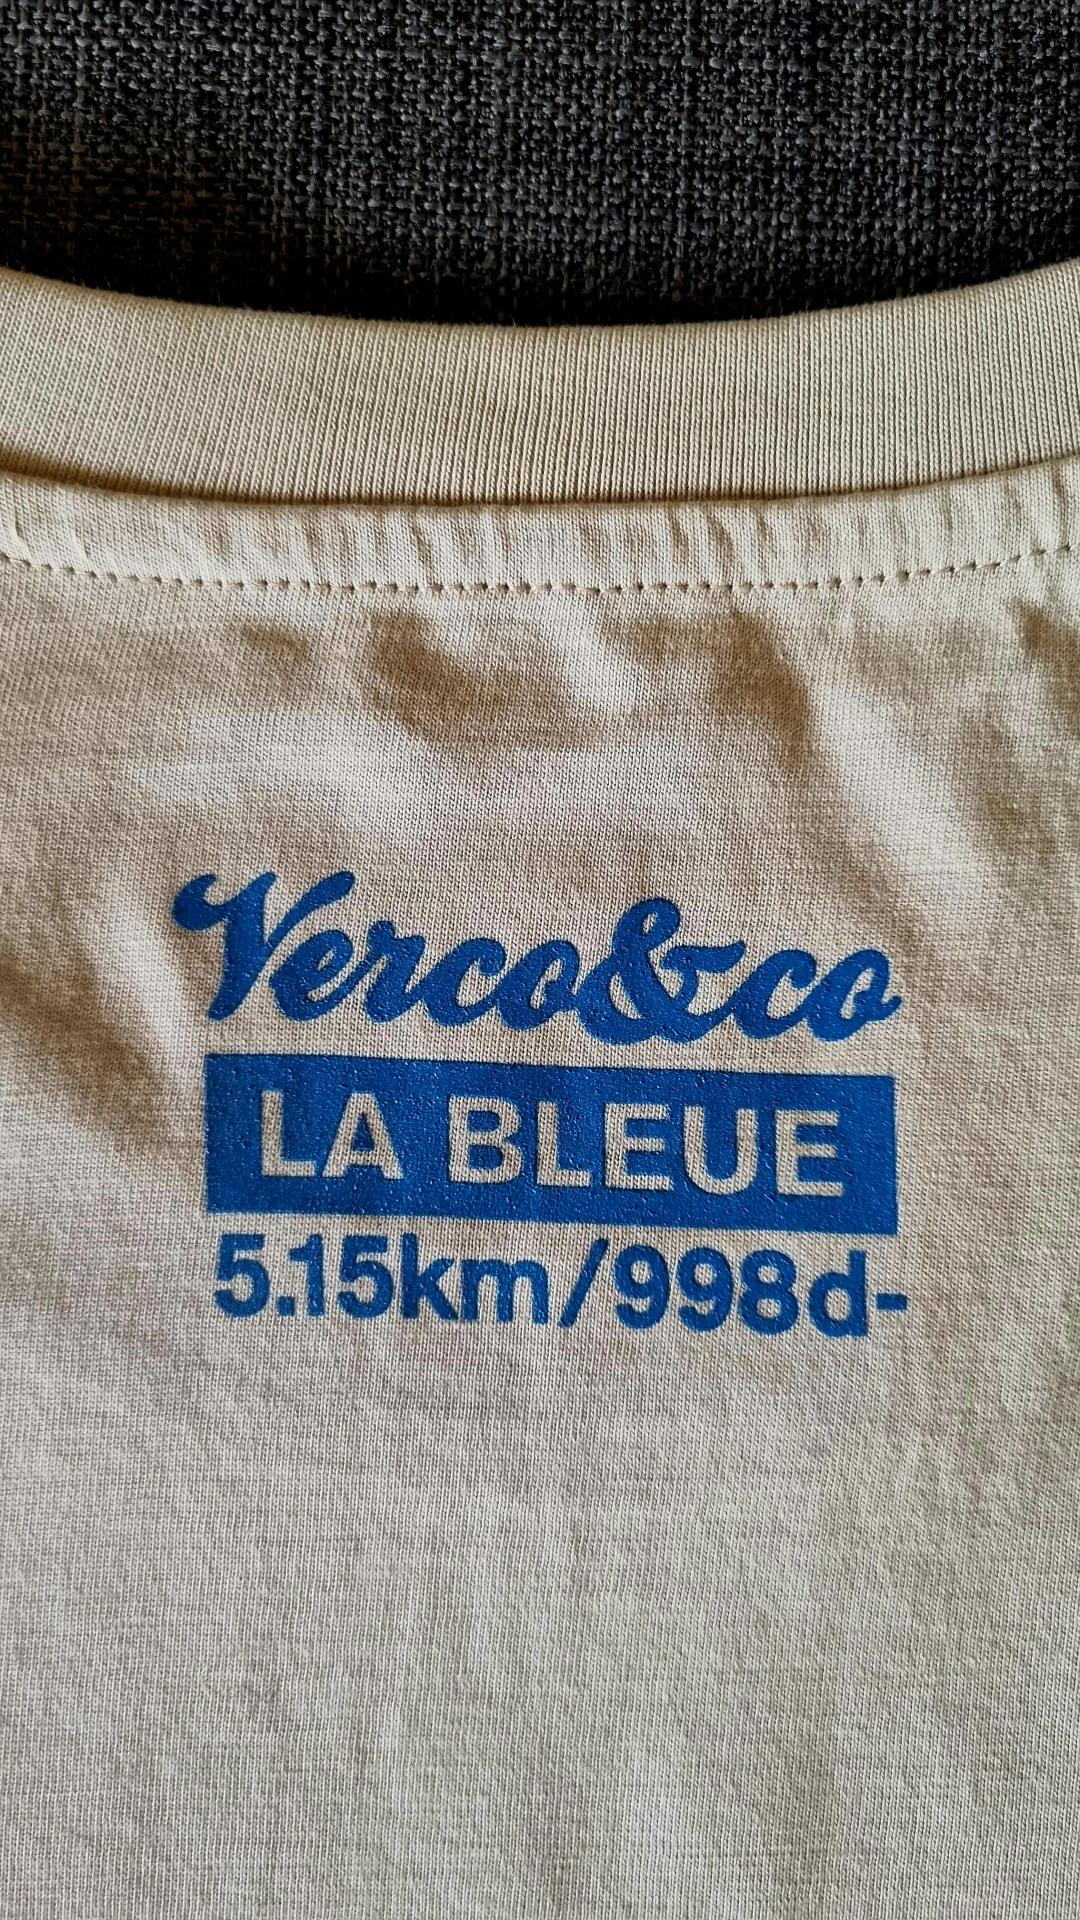 Verco&co
LA BLEUE
5.15km/998d-